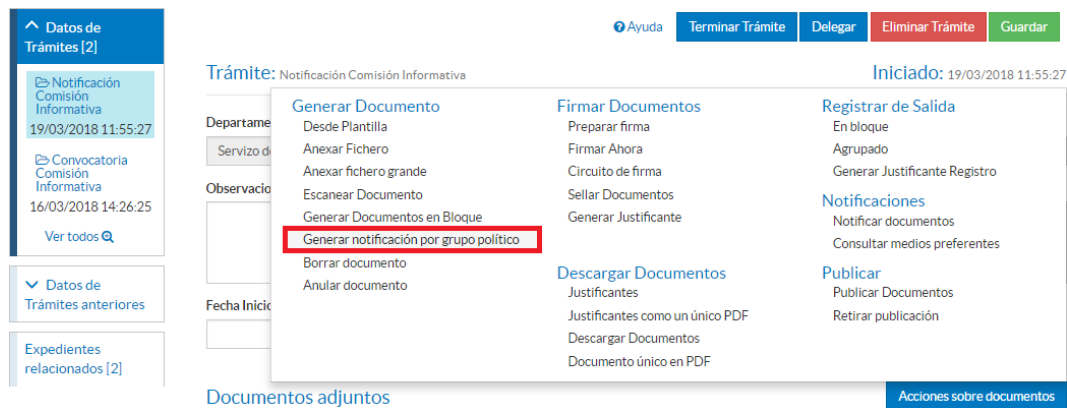 Datos de
Trámites [2]
Notificación
Comisión
Informativa
19/03/2018 11:55:27
Convocatoria
Comisión
Informativa
16/03/2018 14:26:25
Ver todos
Datos de
Trámites anteriores
Expedientes
relacionados [2]
Ayuda
Terminar Trámite
Delegar
Eliminar Trámite
Guardar
Trámite: Notificación Comisión Informativa
Iniciado: 19/03/2018 11:55:27
Departame
Servizo d
Observacio
Fecha Inicio
Generar Documento
Desde Plantilla
Anexar Fichero
Anexar fichero grande
Escanear Documento
Generar Documentos en Bloque
Generar notificación por grupo político
Borrar documento
Anular documento
Firmar Documentos
Preparar firma
Firmar Ahora
Circuito de firma
Sellar Documentos
Generar Justificante
Descargar Documentos
Justificantes
Justificantes como un único PDF
Descargar Documentos
Documento único en PDF
Registrar de Salida
En bloque
Agrupado
Generar Justificante Registro
Notificaciones
Notificar documentos
Consultar medios preferentes
Publicar
Publicar Documentos
Retirar publicación
Documentos adjuntos
Acciones sobre documentos